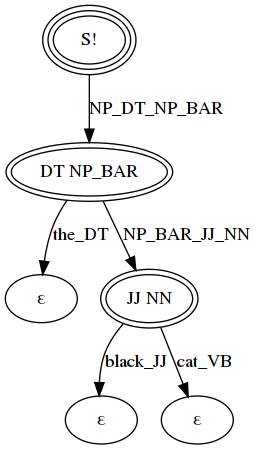 S!
NP_DT_NP_BAR
DT NP_BAR
the_DT
NP_BAR_JJ_NN
ε
JJ NN
black_JJ
cat_VB
ε
ε